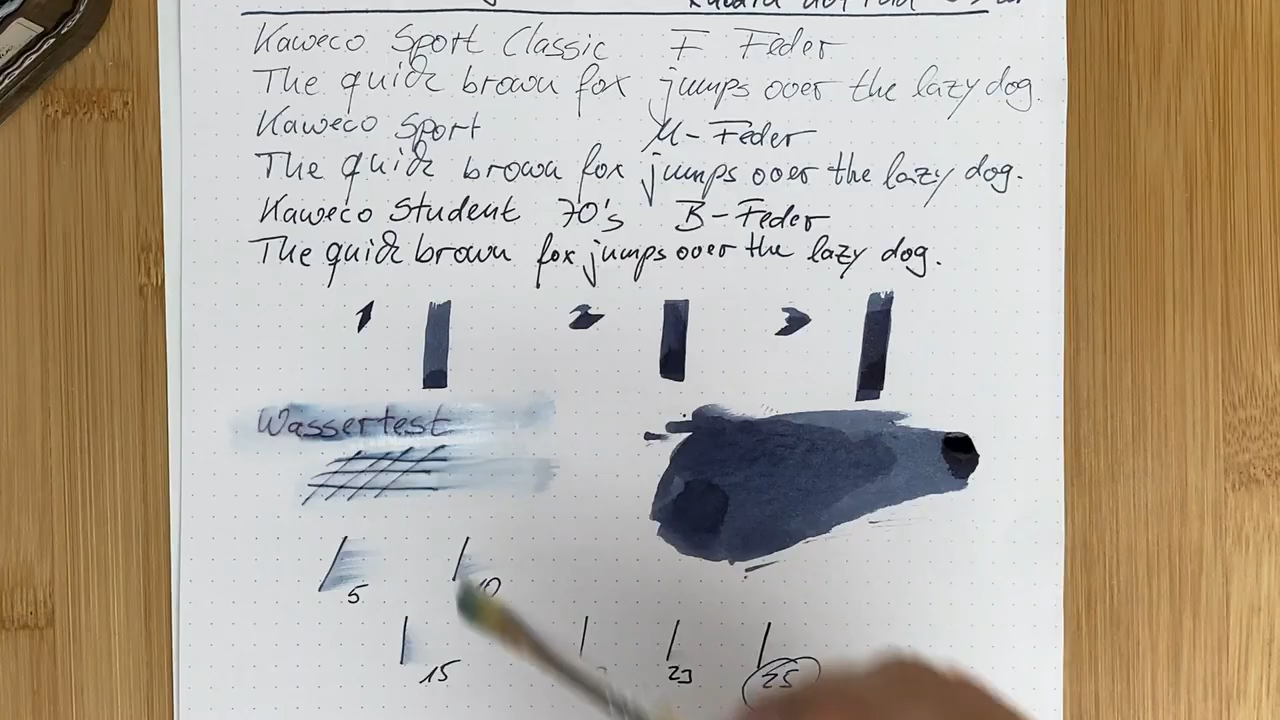 Kaweco Sport Classic F Feder
The quick brown fox jumps over the lazy dog.
Kaweco Sport M-Feder
The quick brown fox jumps over the lazy dog.
Kaweco Student 70's B-Feder
The quick brown fox jumps over the lazy dog.
Wassertest
5 10
15 23 25